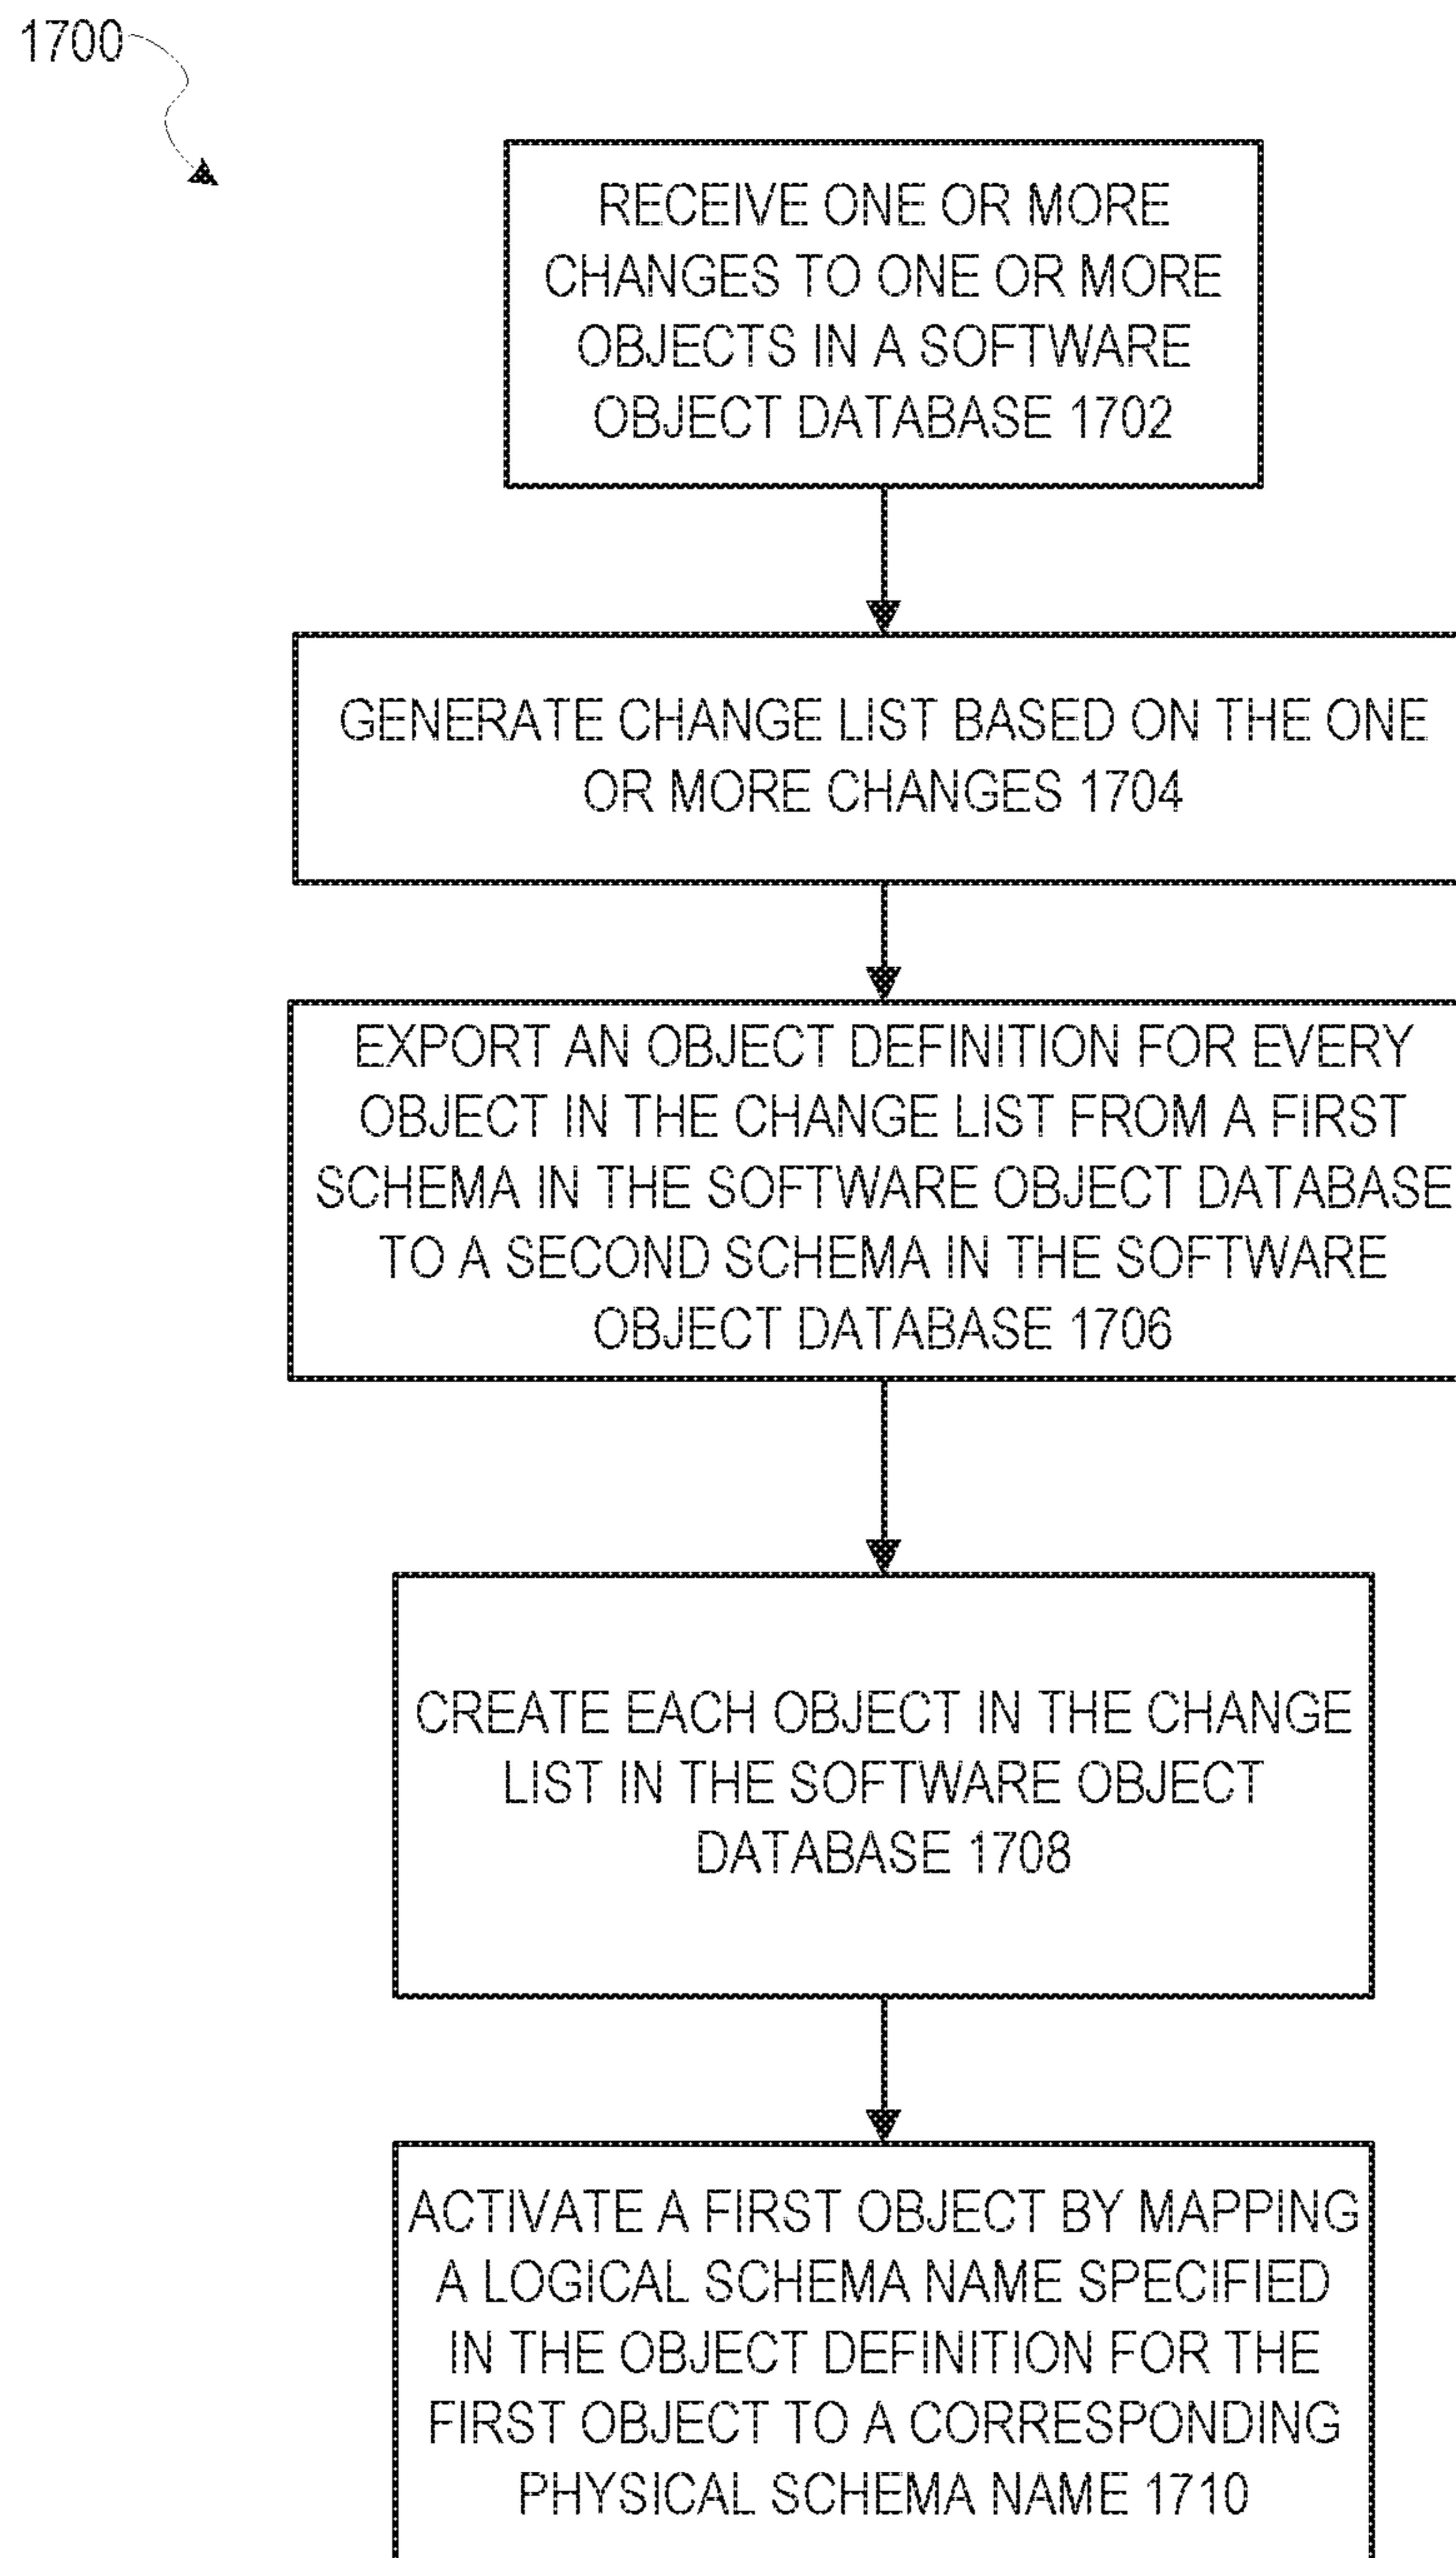 1700
RECEIVE ONE OR MORE
CHANGES TO ONE OR MORE
OBJECTS IN A SOFTWARE
OBJECT DATABASE 1702
GENERATE CHANGE LIST BASED ON THE ONE
OR MORE CHANGES 1704
EXPORT AN OBJECT DEFINITION FOR EVERY
OBJECT IN THE CHANGE LIST FROM A FIRST
SCHEMA IN THE SOFTWARE OBJECT DATABASE
TO A SECOND SCHEMA IN THE SOFTWARE
OBJECT DATABASE 1706
CREATE EACH OBJECT IN THE CHANGE
LIST IN THE SOFTWARE OBJECT
DATABASE 1708
ACTIVATE A FIRST OBJECT BY MAPPING
A LOGICAL SCHEMA NAME SPECIFIED
IN THE OBJECT DEFINITION FOR THE
FIRST OBJECT TO A CORRESPONDING
PHYSICAL SCHEMA NAME 1710